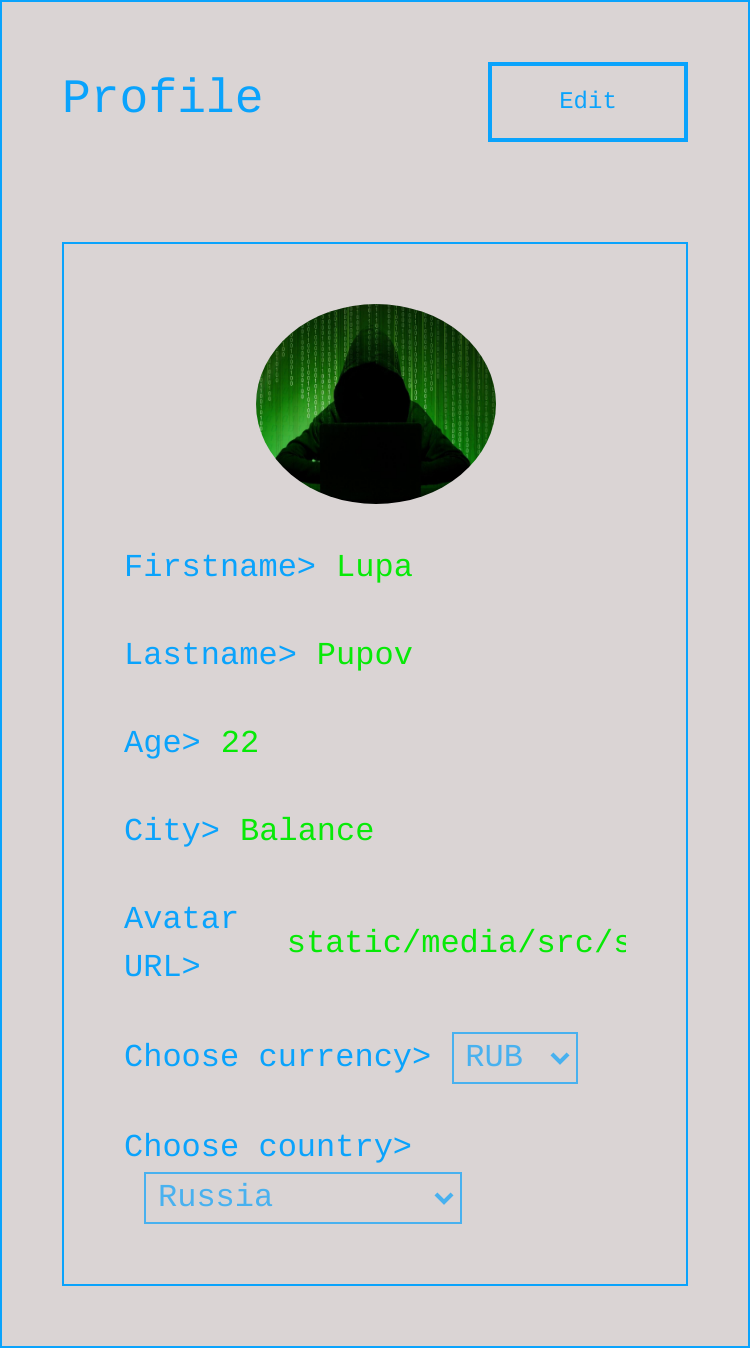 Profile
Edit
Firstname> Lupa
Lastname> Pupov
Age> 22
City> Balance
Avatar
URL> static/media/src/s
Choose currency> RUB
Choose country>
Russia